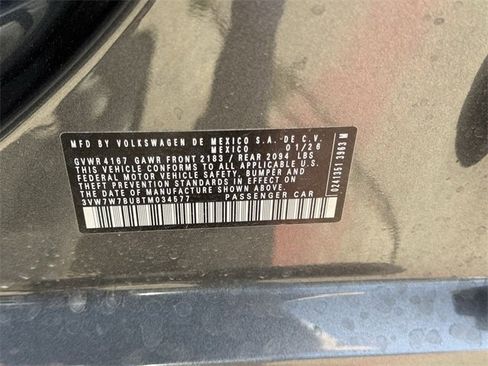 MFD BY VOLKSWAGEN DE MEXICO S.A.DE C.V.
MEXICO 01/26
GVWR 4167 GAWR FRONT 2183 / REAR 2094 LBS
THIS VEHICLE CONFORMS TO ALL APPLICABLE U.S.
FEDERAL MOTOR VEHICLE SAFETY, BUMPER AND
THEFT PREVENTION STANDARDS IN EFFECT ON
THE DATE OF MANUFACTURE SHOWN ABOVE.
3VW7W7BU8TM034577 PASSENGER CAR
0241351 3963 M